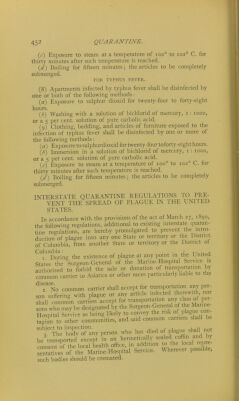 452 QUARANTINE.
(c) Exposure to steam at a temperature of 100° to 102° C. for
thirty minutes after such temperature is reached.
(d) Boiling for fifteen minutes; the articles to be completely
submerged.
FOR TYPHUS FEVER.
(8) Apartments infected by typhus fever shall be disinfected by
one or both of the following methods:
(a) Exposure to sulphur dioxid for twenty-four to forty-eight
hours.
(b) Washing with a solution of bichlorid of mercury, 1 : 1000,
or a 5 per cent. solution of pure carbolic acid.
(9) Clothing, bedding, and articles of furniture exposed to the
infection of typhus fever shall be disinfected by one or more of
the following methods:
(a) Exposure to sulphur dioxid for twenty-four to forty-eight hours.
(b) Immersion in a solution of bichlorid of mercury, 1 : 1000,
or a 5 per cent. solution of pure carbolic acid.
(c) Exposure to steam at a temperature of 100° to 102° C. for
thirty minutes after such temperature is reached.
(d) Boiling for fifteen minutes; the articles to be completely
submerged.
INTERSTATE QUARANTINE REGULATIONS TO PRE-
VENT THE SPREAD OF PLAGUE IN THE UNITED
STATES.
In accordance with the provisions of the act of March 27, 1890,
the following regulations, additional to existing interstate quaran-
tine regulations, are hereby promulgated to prevent the intro-
duction of plague into any one State or territory or the District
of Columbia, from another State or territory or the District of
Columbia:
1. During the existence of plague at any point in the United
States the Surgeon-General of the Marine-Hospital Service is
authorized to forbid the sale or donation of transportation by
common carrier to Asiatics or other races particularly liable to the
disease.
2. No common carrier shall accept for transportation any per-
son suffering with plague or any article infected therewith, nor
shall common carriers accept for transportation any class of per-
sons who may be designated by the Surgeon-General of the Marine-
Hospital Service as being likely to convey the risk of plague con-
tagion to other communities, and said common carriers shall be
subject to inspection.
3. The body of any person who has died of plague shall not
be transported except in an hermetically sealed coffin and by
consent of the local health office, in addition to the local repre-
sentatives of the Marine-Hospital Service. Wherever possible,
such bodies should be cremated.